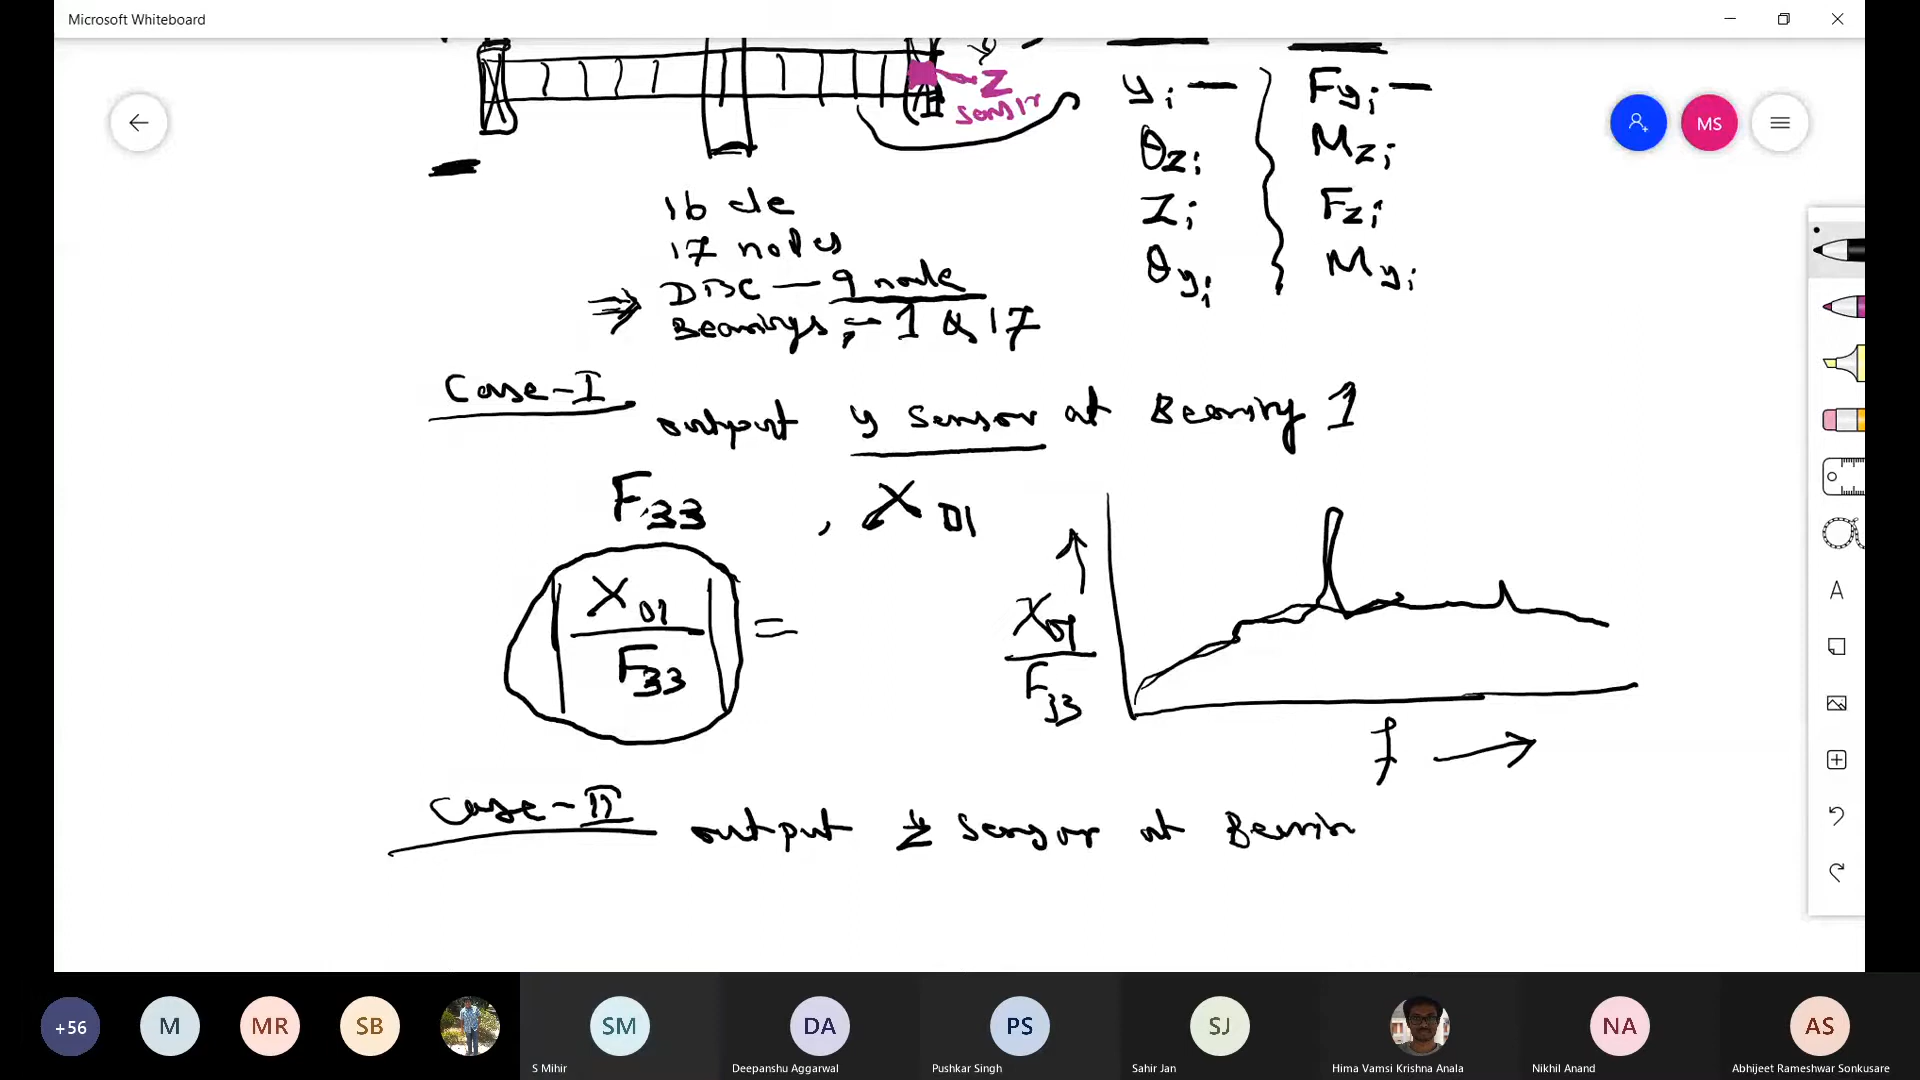 Microsoft Whiteboard
Z
sensor
yi
Fyi
θzi
Mzi
Zi
Fzi
θyi
Myi
16 ele
17 nodes
DISC — 9 node
Bearings :- 1 & 17
Case-I
output y sensor at Bearing 1
F33 , X01
X01
F33
=
X01
F33
f
Case-II output Z sensor at Bearin
MS
A
+56
M
MR
SB
SM
DA
PS
SJ
NA
AS
S Mihir
Deepanshu Aggarwal
Pushkar Singh
Sahir Jan
Hima Vamsi Krishna Anala
Nikhil Anand
Abhijeet Rameshwar Sonkusare